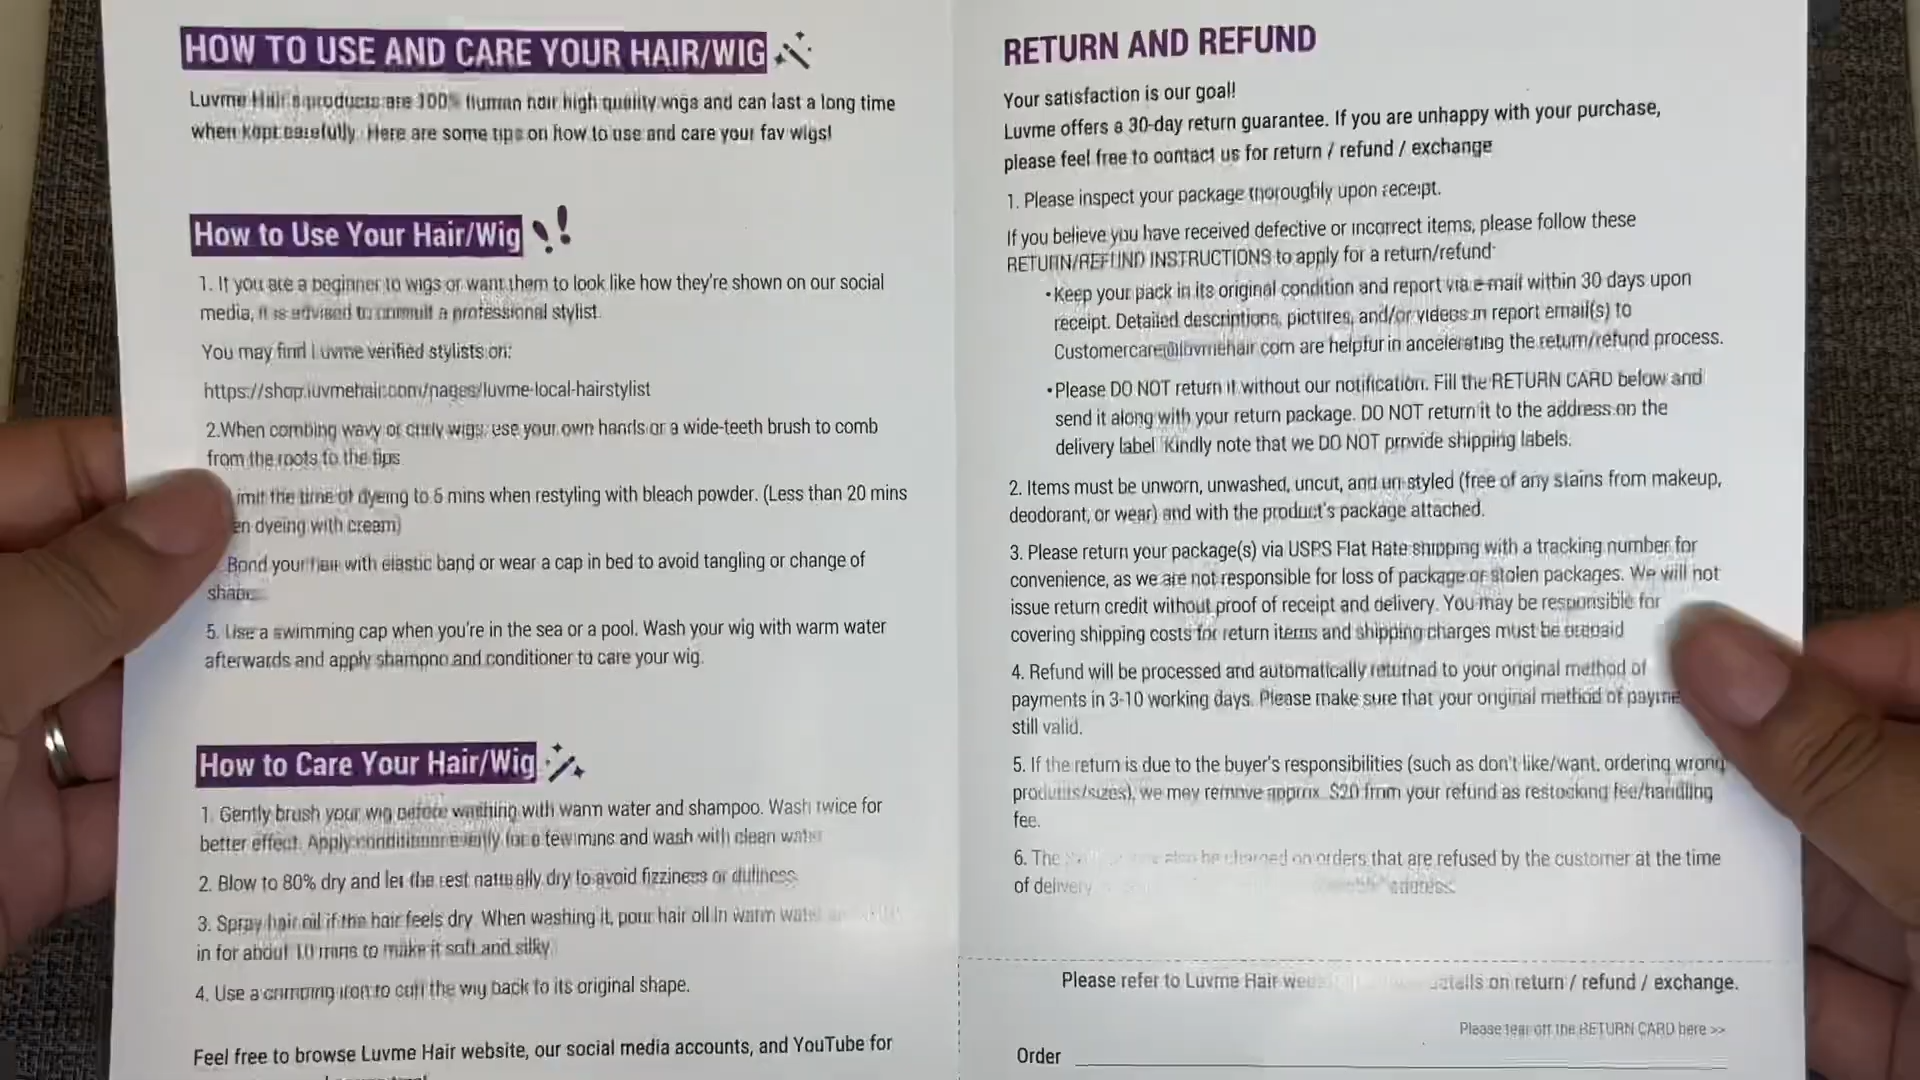 HOW TO USE AND CARE YOUR HAIR/WIG
Luvme Hair's products are 100% human hair high quality wigs and can last a long time
when kept carefully. Here are some tips on how to use and care your fav wigs!
How to Use Your Hair/Wig
1. If you are a beginner to wigs or want them to look like how they're shown on our social
media, it is advised to consult a professional stylist.
You may find Luvme verified stylists on:
https://shop.luvmehair.com/pages/luvme-local-hairstylist
2.When combing wavy or curly wigs, use your own hands or a wide-teeth brush to comb
from the roots to the tips
the time of dyeing to 5 mins when restyling with bleach powder. (Less than 20 mins
dyeing with cream)
Band your hair with elastic band or wear a cap in bed to avoid tangling or change of
shape.
5. Use a swimming cap when you're in the sea or a pool. Wash your wig with warm water
afterwards and apply shampoo and conditioner to care your wig.
How to Care Your Hair/Wig
1. Gently brush your wig before washing with warm water and shampoo. Wash twice for
better effect. Apply conditioner evenly for a few mins and wash with clean water
2. Blow to 80% dry and let the rest naturally dry to avoid fizziness or dullness.
3. Spray hair oil if the hair feels dry. When washing it, pour hair oil in warm water
in for about 10 mins to make it soft and silky
4. Use a crimping iron to curl the wig back to its original shape.
Feel free to browse Luvme Hair website, our social media accounts, and YouTube for
RETURN AND REFUND
Your satisfaction is our goal!
Luvme offers a 30-day return guarantee. If you are unhappy with your purchase,
please feel free to contact us for return / refund / exchange
1. Please inspect your package thoroughly upon receipt.
If you believe you have received defective or incorrect items, please follow these
RETURN/REFUND INSTRUCTIONS to apply for a return/refund:
•Keep your pack in its original condition and report via e-mail within 30 days upon
receipt. Detailed descriptions, pictures, and/or videos in report email(s) to
Customercare@luvmehair.com are helpful in accelerating the return/refund process.
•Please DO NOT return it without our notification. Fill the RETURN CARD below and
send it along with your return package. DO NOT return it to the address on the
delivery label. Kindly note that we DO NOT provide shipping labels.
2. Items must be unworn, unwashed, uncut, and un-styled (free of any stains from makeup,
deodorant, or wear) and with the product's package attached.
3. Please return your package(s) via USPS Flat Rate shipping with a tracking number for
convenience, as we are not responsible for loss of package or stolen packages. We will not
issue return credit without proof of receipt and delivery. You may be responsible for
covering shipping costs for return items and shipping charges must be prepaid
4. Refund will be processed and automatically returned to your original method of
payments in 3-10 working days. Please make sure that your original method of
still valid.
5. If the return is due to the buyer's responsibilities (such as don't like/want, ordering wrong
products/sizes), we may remove approx. $20 from your refund as restocking fee/handling
fee.
6. The also be charged on orders that are refused by the customer at the time
of delivery address.
Please refer to Luvme Hair details on return / refund / exchange.
Please tear off the RETURN CARD here >>
Order